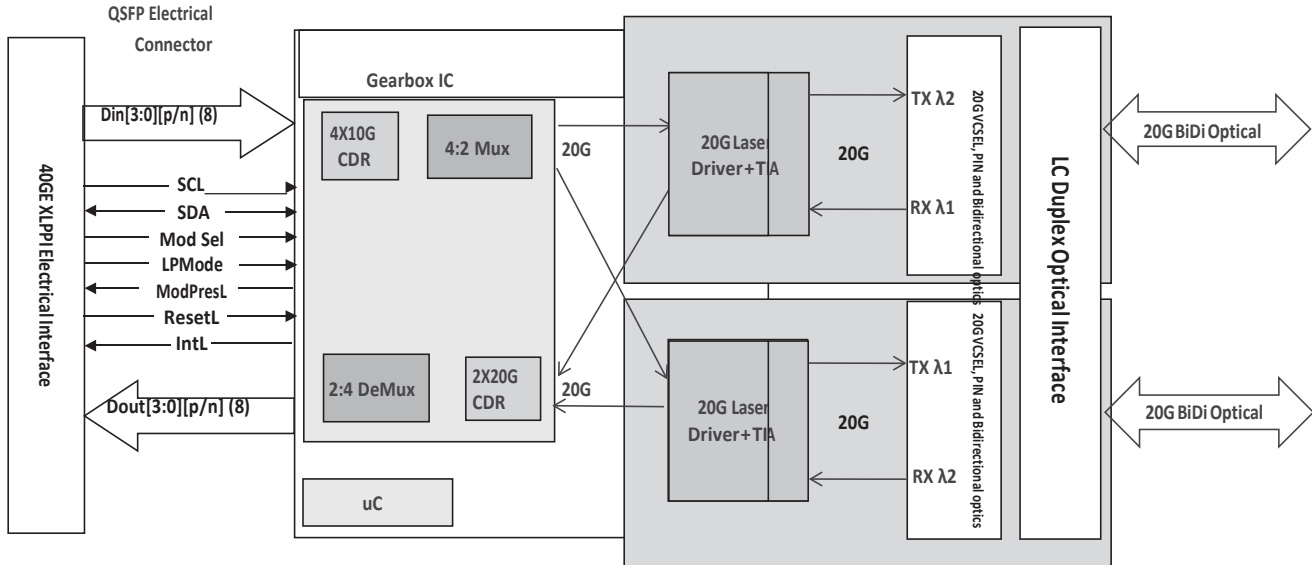 QSFP Electrical
Connector
40GE XLPPI Electrical Interface
Din[3:0][p/n] (8)
SCL
SDA
Mod Sel
LPMode
ModPresL
ResetL
IntL
Dout[3:0][p/n] (8)
Gearbox IC
4X10G
CDR
4:2 Mux
2:4 DeMux
2X20G
CDR
uC
20G
20G
20G Laser
Driver+TIA
20G
TX λ2
RX λ1
20G VCSEL, PIN and Bidirectional optics
20G Laser
Driver+TIA
20G
TX λ1
RX λ2
20G VCSEL, PIN and Bidirectional optics
LC Duplex Optical Interface
20G BiDi Optical
20G BiDi Optical